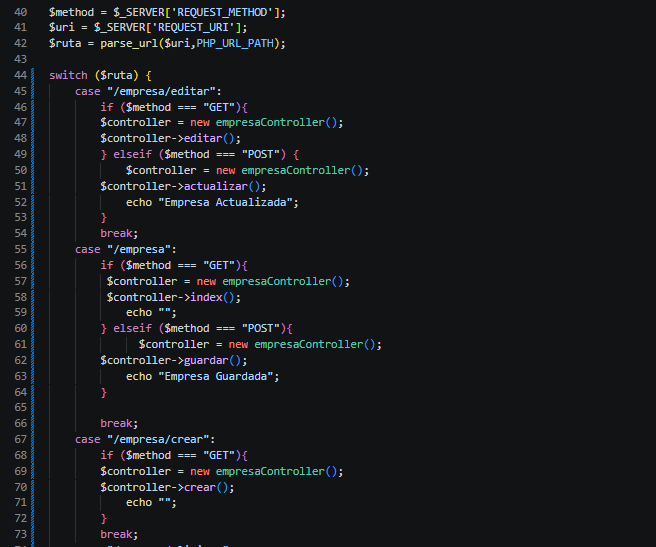 40 $method = $_SERVER['REQUEST_METHOD'];
41 $uri = $_SERVER['REQUEST_URI'];
42 $ruta = parse_url($uri,PHP_URL_PATH);
43
44 switch ($ruta) {
45 case "/empresa/editar":
46 if ($method === "GET"){
47 $controller = new empresaController();
48 $controller->editar();
49 } elseif ($method === "POST") {
50 $controller = new empresaController();
51 $controller->actualizar();
52 echo "Empresa Actualizada";
53 }
54 break;
55 case "/empresa":
56 if ($method === "GET"){
57 $controller = new empresaController();
58 $controller->index();
59 echo "";
60 } elseif ($method === "POST"){
61 $controller = new empresaController();
62 $controller->guardar();
63 echo "Empresa Guardada";
64 }
65
66 break;
67 case "/empresa/crear":
68 if ($method === "GET"){
69 $controller = new empresaController();
70 $controller->crear();
71 echo "";
72 }
73 break;